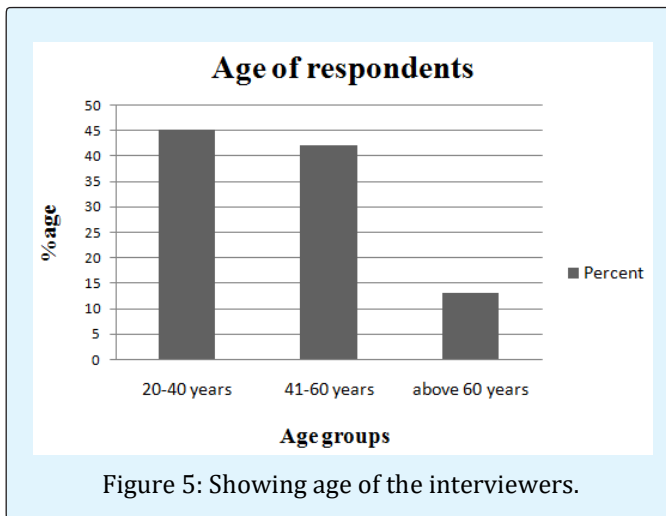 Age of respondents
50
45
40
35
30
25
20
15
10
5
0
%age
20-40 years 41-60 years above 60 years
Age groups
Percent
Figure 5: Showing age of the interviewers.